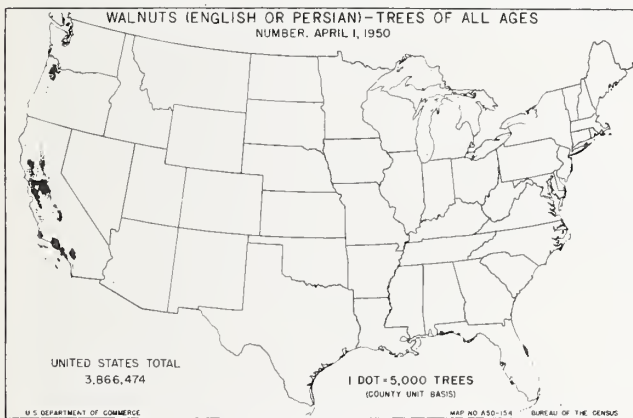 WALNUTS (ENGLISH OR PERSIAN)-TREES OF ALL AGES
NUMBER, APRIL 1, 1950
UNITED STATES TOTAL
3,866,474
1 DOT=5,000 TREES
(COUNTY UNIT BASIS)
U S DEPARTMENT OF COMMERCE
MAP NO A50-154
BUREAU OF THE CENSUS